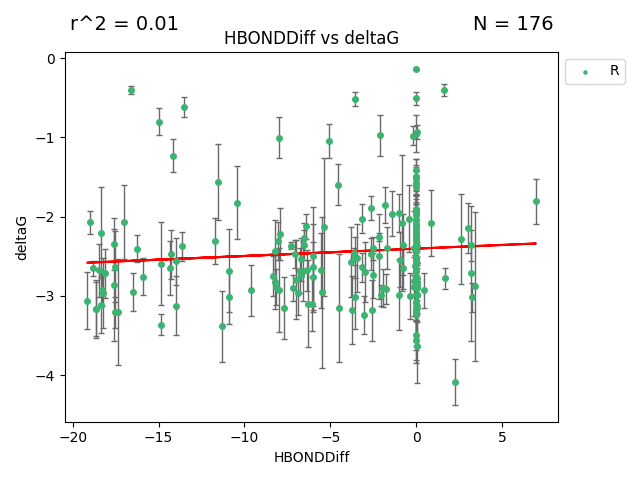 r^2 = 0.01
N = 176
HBONDDiff vs deltaG
R
0
−1
−2
−3
−4
deltaG
−20 −15 −10 −5 0 5
HBONDDiff